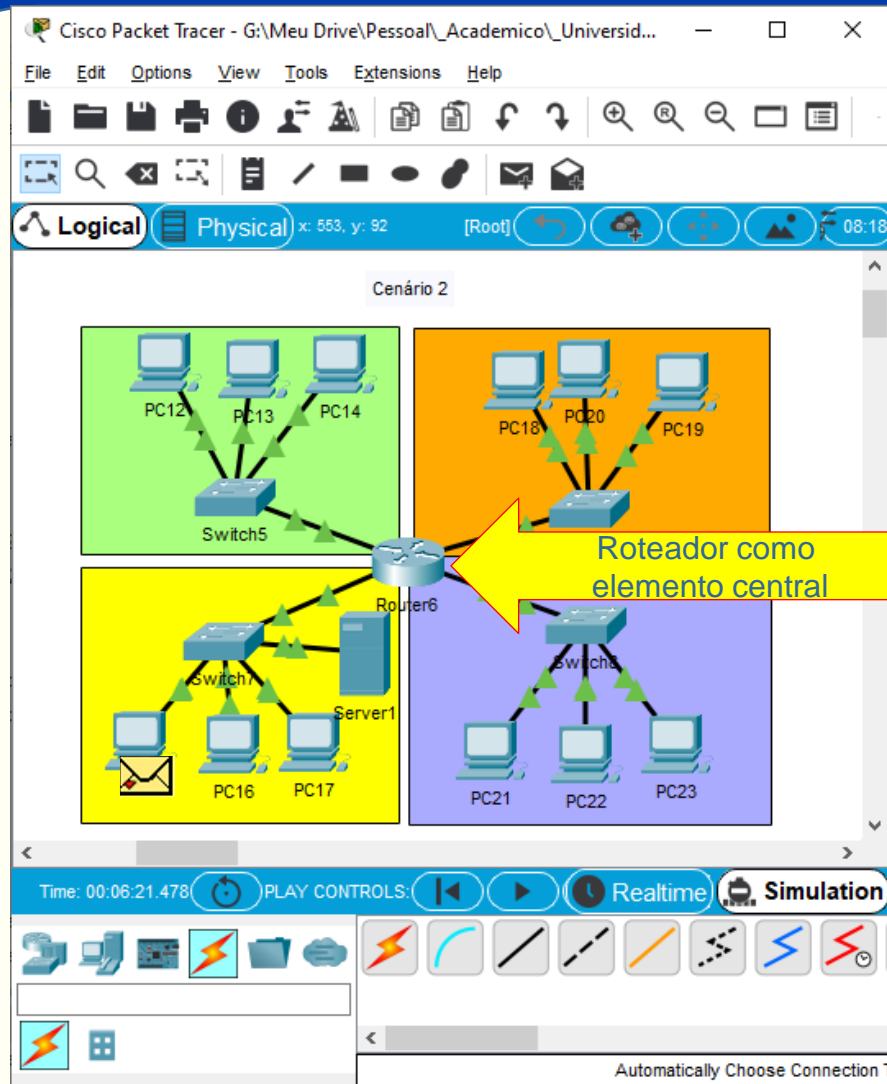 Cisco Packet Tracer - G:\Meu Drive\Pessoal\_Academico\_Universid...
File Edit Options View Tools Extensions Help
Logical Physical x: 553, y: 92 [Root] 08:18
Cenário 2
PC12 PC13 PC14
PC18 PC20 PC19
Switch5
Roteador como
elemento central
Router6
Switch7 Switch8
Server1
PC16 PC17 PC21 PC22 PC23
Time: 00:06:21.478 PLAY CONTROLS: Realtime Simulation
Automatically Choose Connection